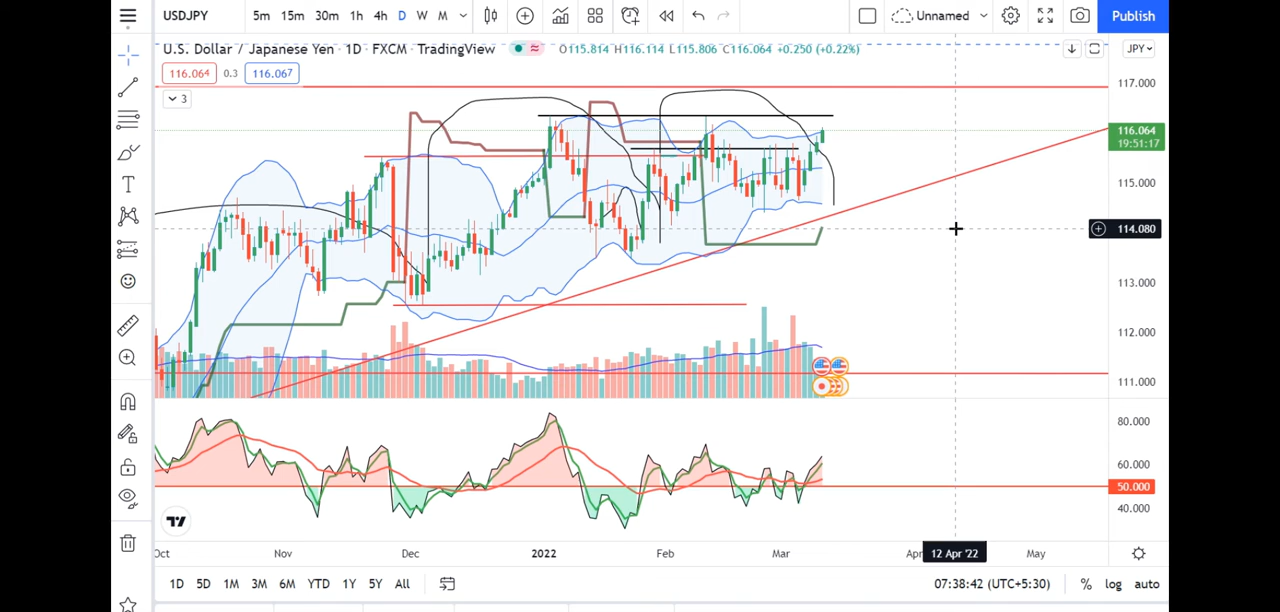 USDJPY 5m 15m 30m 1h 4h D W M Unnamed Publish
U.S. Dollar / Japanese Yen · 1D · FXCM · TradingView O115.814 H116.114 L115.806 C116.064 +0.250 (+0.22%) JPY
116.064 0.3 116.067
3
117.000
116.064
19:51:17
115.000
114.080
113.000
112.000
111.000
80.000
60.000
50.000
40.000
Oct Nov Dec 2022 Feb Mar Apr 12 Apr '22 May
1D 5D 1M 3M 6M YTD 1Y 5Y All 07:38:42 (UTC+5:30) % log auto